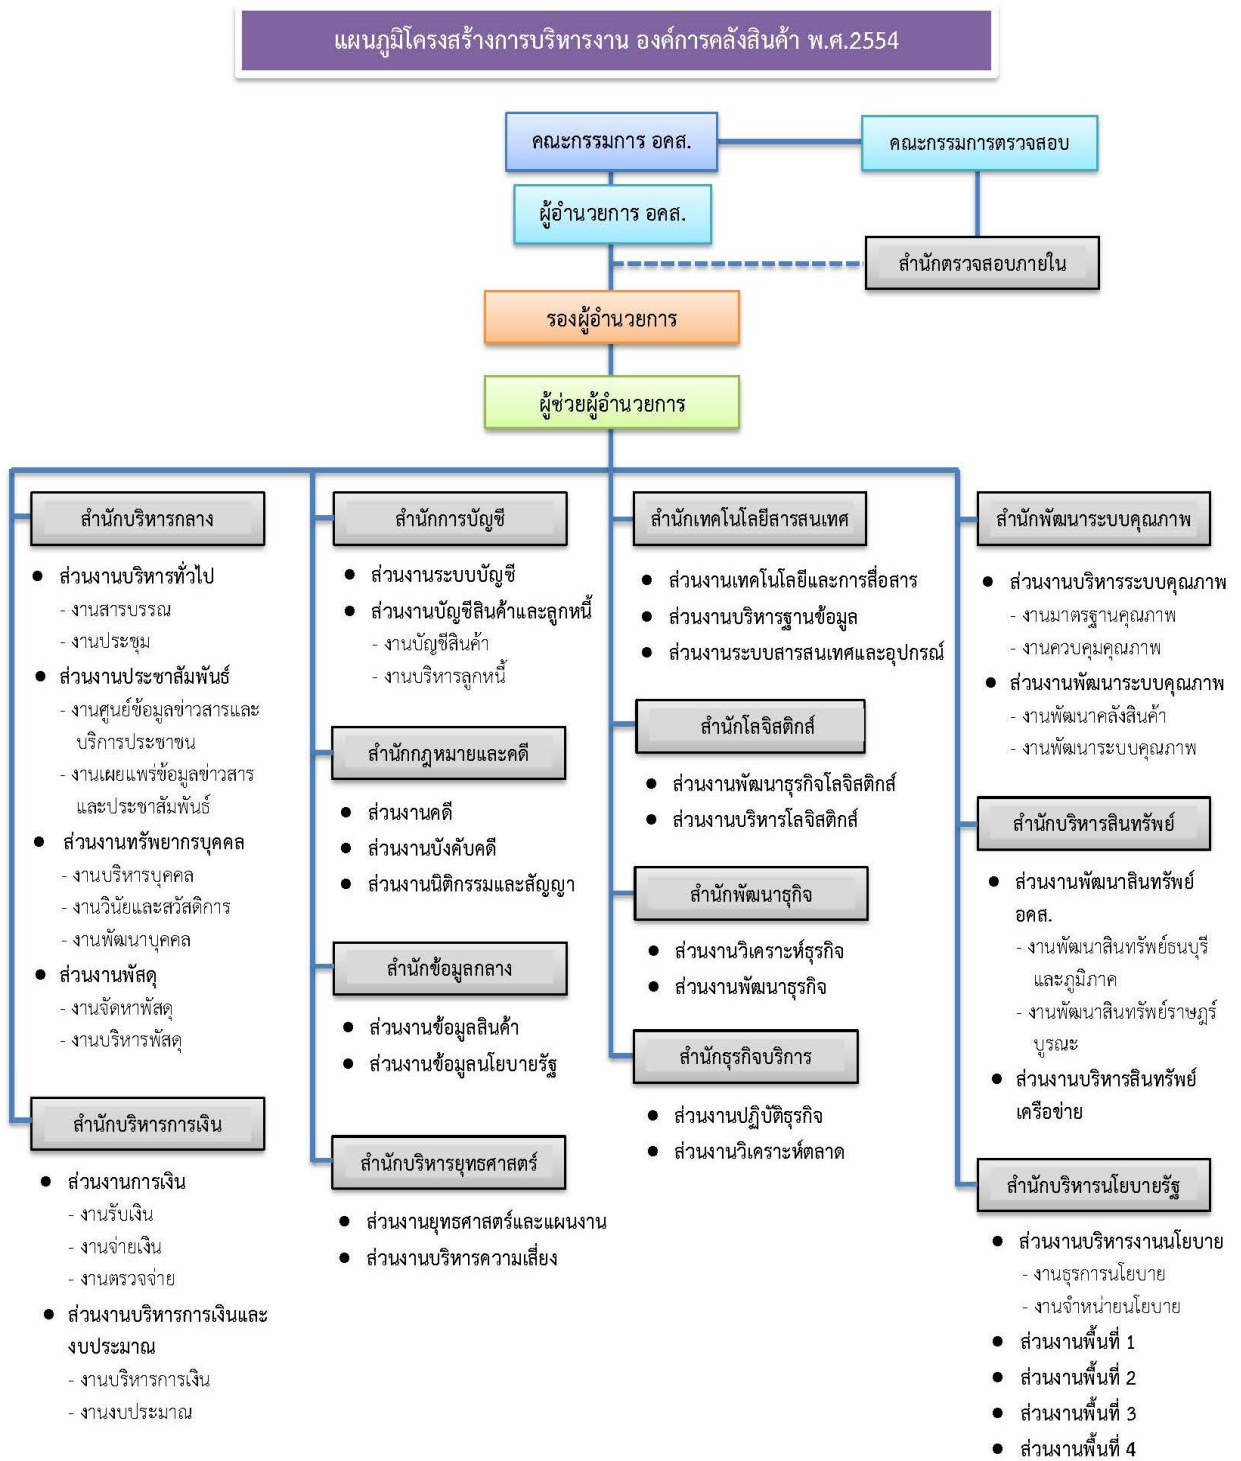 แผนภูมิโครงสร้างการบริหารงาน องค์การคลังสินค้า พ.ศ.2554
คณะกรรมการ อคส.
คณะกรรมการตรวจสอบ
ผู้อำนวยการ อคส.
สำนักตรวจสอบภายใน
รองผู้อำนวยการ
ผู้ช่วยผู้อำนวยการ
สำนักบริหารกลาง
● ส่วนงานบริหารทั่วไป
- งานสารบรรณ
- งานประชุม
● ส่วนงานประชาสัมพันธ์
- งานศูนย์ข้อมูลข่าวสารและ
บริการประชาชน
- งานเผยแพร่ข้อมูลข่าวสาร
และประชาสัมพันธ์
● ส่วนงานทรัพยากรบุคคล
- งานบริหารบุคคล
- งานวินัยและสวัสดิการ
- งานพัฒนาบุคคล
● ส่วนงานพัสดุ
- งานจัดหาพัสดุ
- งานบริหารพัสดุ
สำนักบริหารการเงิน
● ส่วนงานการเงิน
- งานรับเงิน
- งานจ่ายเงิน
- งานตรวจจ่าย
● ส่วนงานบริหารการเงินและ
งบประมาณ
- งานบริหารการเงิน
- งานงบประมาณ
สำนักการบัญชี
● ส่วนงานระบบบัญชี
● ส่วนงานบัญชีสินค้าและลูกหนี้
- งานบัญชีสินค้า
- งานบริหารลูกหนี้
สำนักกฎหมายและคดี
● ส่วนงานคดี
● ส่วนงานบังคับคดี
● ส่วนงานนิติกรรมและสัญญา
สำนักข้อมูลกลาง
● ส่วนงานข้อมูลสินค้า
● ส่วนงานข้อมูลนโยบายรัฐ
สำนักบริหารยุทธศาสตร์
● ส่วนงานยุทธศาสตร์และแผนงาน
● ส่วนงานบริหารความเสี่ยง
สำนักเทคโนโลยีสารสนเทศ
● ส่วนงานเทคโนโลยีและการสื่อสาร
● ส่วนงานบริหารฐานข้อมูล
● ส่วนงานระบบสารสนเทศและอุปกรณ์
สำนักโลจิสติกส์
● ส่วนงานพัฒนาธุรกิจโลจิสติกส์
● ส่วนงานบริหารโลจิสติกส์
สำนักพัฒนาธุกิจ
● ส่วนงานวิเคราะห์ธุรกิจ
● ส่วนงานพัฒนาธุรกิจ
สำนักธุรกิจบริการ
● ส่วนงานปฏิบัติธุรกิจ
● ส่วนงานวิเคราะห์ตลาด
สำนักพัฒนาระบบคุณภาพ
● ส่วนงานบริหารระบบคุณภาพ
- งานมาตรฐานคุณภาพ
- งานควบคุมคุณภาพ
● ส่วนงานพัฒนาระบบคุณภาพ
- งานพัฒนาคลังสินค้า
- งานพัฒนาระบบคุณภาพ
สำนักบริหารสินทรัพย์
● ส่วนงานพัฒนาสินทรัพย์
อคส.
- งานพัฒนาสินทรัพย์ธนบุรี
และภูมิภาค
- งานพัฒนาสินทรัพย์ราษฎร์
บูรณะ
● ส่วนงานบริหารสินทรัพย์
เครือข่าย
สำนักบริหารนโยบายรัฐ
● ส่วนงานบริหารงานนโยบาย
- งานธุรการนโยบาย
- งานจำหน่ายนโยบาย
● ส่วนงานพื้นที่ 1
● ส่วนงานพื้นที่ 2
● ส่วนงานพื้นที่ 3
● ส่วนงานพื้นที่ 4